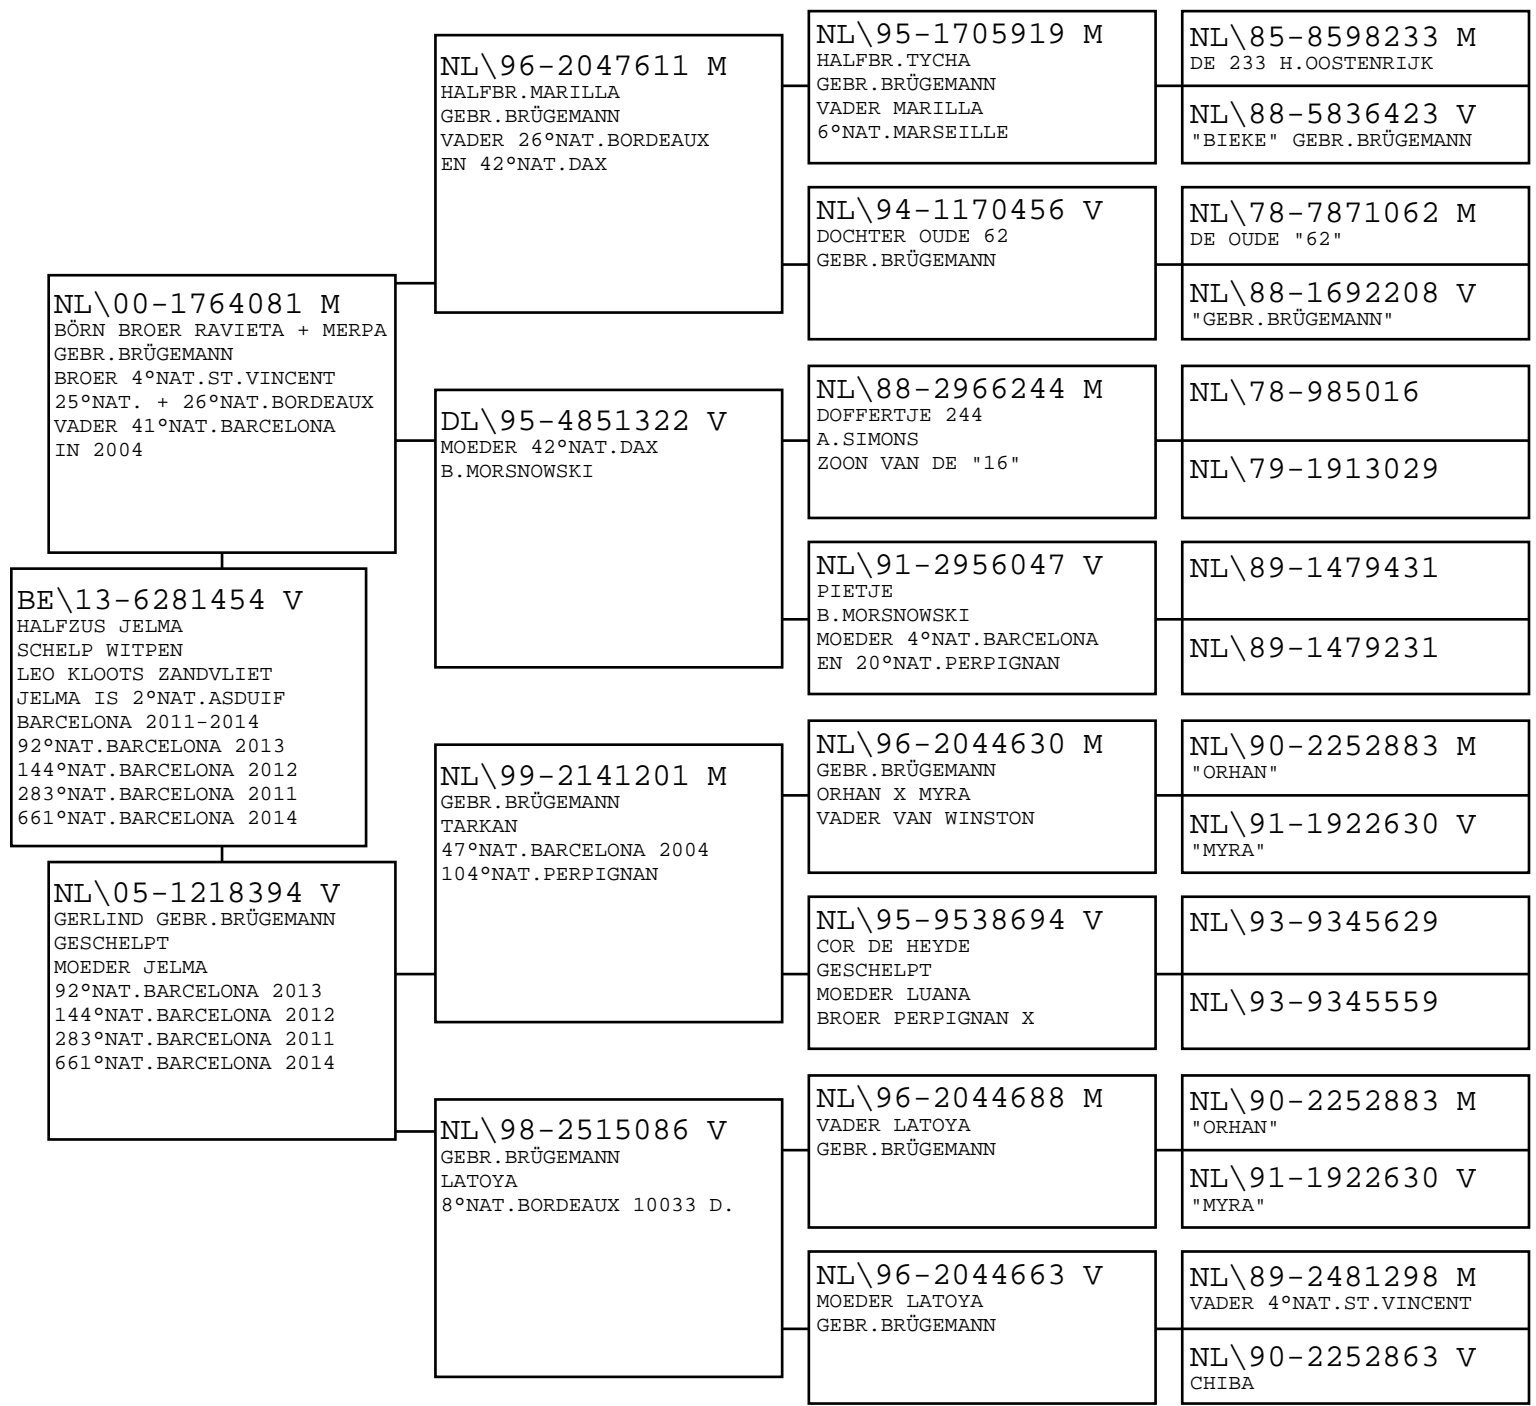 NL\00-1764081 M
BÖRN BROER RAVIETA + MERPA
GEBR.BRÜGEMANN
BROER 4°NAT.ST.VINCENT
25°NAT. + 26°NAT.BORDEAUX
VADER 41°NAT.BARCELONA
IN 2004
BE\13-6281454 V
HALFZUS JELMA
SCHELP WITPEN
LEO KLOOTS ZANDVLIET
JELMA IS 2°NAT.ASDUIF
BARCELONA 2011-2014
92°NAT.BARCELONA 2013
144°NAT.BARCELONA 2012
283°NAT.BARCELONA 2011
661°NAT.BARCELONA 2014
NL\05-1218394 V
GERLIND GEBR.BRÜGEMANN
GESCHELPT
MOEDER JELMA
92°NAT.BARCELONA 2013
144°NAT.BARCELONA 2012
283°NAT.BARCELONA 2011
661°NAT.BARCELONA 2014
NL\96-2047611 M
HALFBR.MARILLA
GEBR.BRÜGEMANN
VADER 26°NAT.BORDEAUX
EN 42°NAT.DAX
DL\95-4851322 V
MOEDER 42°NAT.DAX
B.MORSNOWSKI
NL\99-2141201 M
GEBR.BRÜGEMANN
TARKAN
47°NAT.BARCELONA 2004
104°NAT.PERPIGNAN
NL\98-2515086 V
GEBR.BRÜGEMANN
LATOYA
8°NAT.BORDEAUX 10033 D.
NL\95-1705919 M
HALFBR.TYCHA
GEBR.BRÜGEMANN
VADER MARILLA
6°NAT.MARSEILLE
NL\94-1170456 V
DOCHTER OUDE 62
GEBR.BRÜGEMANN
NL\88-2966244 M
DOFFERTJE 244
A.SIMONS
ZOON VAN DE "16"
NL\91-2956047 V
PIETJE
B.MORSNOWSKI
MOEDER 4°NAT.BARCELONA
EN 20°NAT.PERPIGNAN
NL\96-2044630 M
GEBR.BRÜGEMANN
ORHAN X MYRA
VADER VAN WINSTON
NL\95-9538694 V
COR DE HEYDE
GESCHELPT
MOEDER LUANA
BROER PERPIGNAN X
NL\96-2044688 M
VADER LATOYA
GEBR.BRÜGEMANN
NL\96-2044663 V
MOEDER LATOYA
GEBR.BRÜGEMANN
NL\85-8598233 M
DE 233 H.OOSTENRIJK
NL\88-5836423 V
"BIEKE" GEBR.BRÜGEMANN
NL\78-7871062 M
DE OUDE "62"
NL\88-1692208 V
"GEBR.BRÜGEMANN"
NL\78-985016
NL\79-1913029
NL\89-1479431
NL\89-1479231
NL\90-2252883 M
"ORHAN"
NL\91-1922630 V
"MYRA"
NL\93-9345629
NL\93-9345559
NL\90-2252883 M
"ORHAN"
NL\91-1922630 V
"MYRA"
NL\89-2481298 M
VADER 4°NAT.ST.VINCENT
NL\90-2252863 V
CHIBA